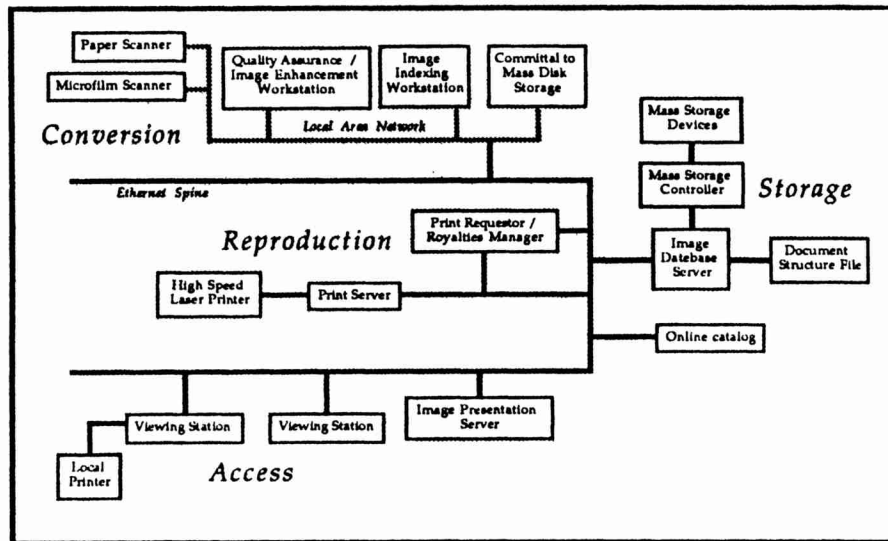 Paper Scanner
Microfilm Scanner
Conversion
Quality Assurance /
Image Enhancement
Workstation
Image
Indexing
Workstation
Committal to
Mass Disk
Storage
Local Area Network
Ethernet Spine
Mass Storage
Devices
Mass Storage
Controller
Storage
Reproduction
Print Requestor /
Royalties Manager
Image
Datebase
Server
Document
Structure File
High Speed
Laser Printer
Print Server
Online catalog
Viewing Station
Viewing Station
Image Presentation
Server
Local
Printer
Access